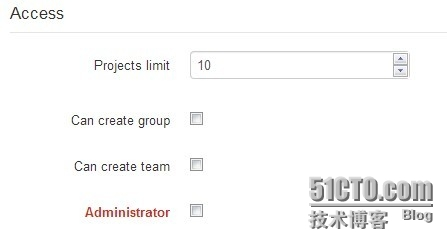 Access
Projects limit 10
Can create group
Can create team
Administrator
51CTO.com
技术博客 Blog